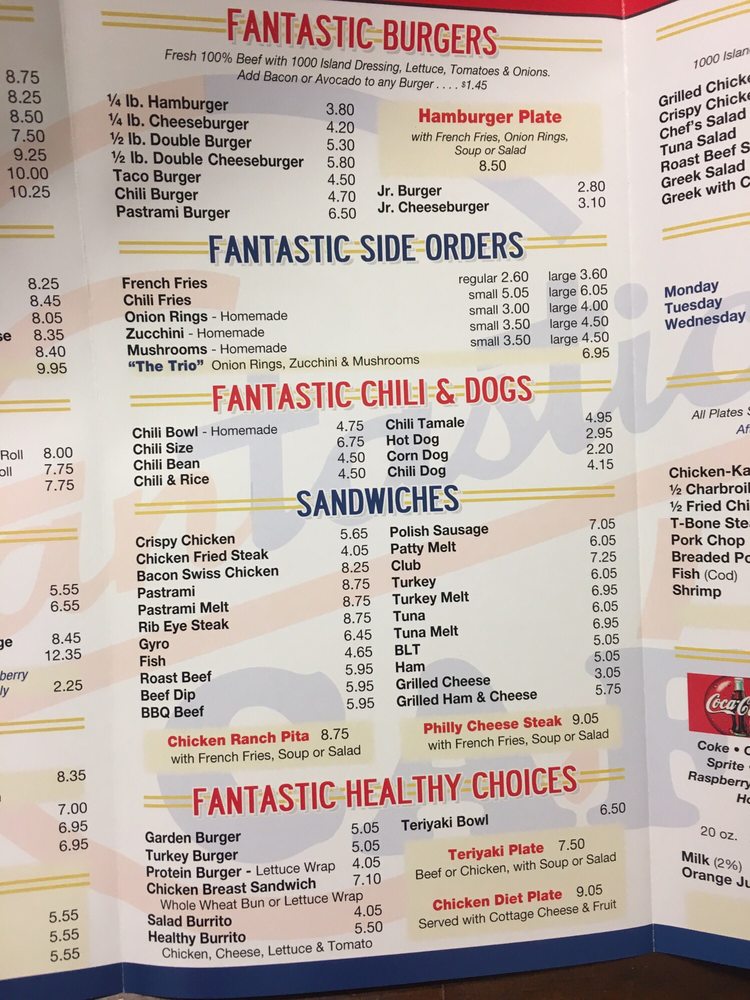 8.75
8.25
8.50
7.50
9.25
10.00
10.25
8.25
8.45
8.05
8.35
8.40
9.95
Roll 8.00
7.75
7.75
5.55
6.55
8.45
12.35
2.25
8.35
7.00
6.95
6.95
5.55
5.55
5.55
FANTASTIC BURGERS
Fresh 100% Beef with 1000 Island Dressing, Lettuce, Tomatoes & Onions.
Add Bacon or Avocado to any Burger . . . . $1.45
¼ lb. Hamburger 3.80
¼ lb. Cheeseburger 4.20
½ lb. Double Burger 5.30
½ lb. Double Cheeseburger 5.80
Taco Burger 4.50
Chili Burger 4.70
Pastrami Burger 6.50
Hamburger Plate
with French Fries, Onion Rings,
Soup or Salad
8.50
Jr. Burger 2.80
Jr. Cheeseburger 3.10
FANTASTIC SIDE ORDERS
French Fries regular 2.60 large 3.60
Chili Fries small 5.05 large 6.05
Onion Rings - Homemade small 3.00 large 4.00
Zucchini - Homemade small 3.50 large 4.50
Mushrooms - Homemade small 3.50 large 4.50
“The Trio” Onion Rings, Zucchini & Mushrooms 6.95
FANTASTIC CHILI & DOGS
Chili Bowl - Homemade 4.75
Chili Size 6.75
Chili Bean 4.50
Chili & Rice 4.50
Chili Tamale 4.95
Hot Dog 2.95
Corn Dog 2.20
Chili Dog 4.15
SANDWICHES
Crispy Chicken 5.65
Chicken Fried Steak 4.05
Bacon Swiss Chicken 8.25
Pastrami 8.75
Pastrami Melt 8.75
Rib Eye Steak 8.75
Gyro 6.45
Fish 4.65
Roast Beef 5.95
Beef Dip 5.95
BBQ Beef 5.95
Polish Sausage 7.05
Patty Melt 6.05
Club 7.25
Turkey 6.05
Turkey Melt 6.95
Tuna 6.05
Tuna Melt 6.95
BLT 5.05
Ham 5.05
Grilled Cheese 3.05
Grilled Ham & Cheese 5.75
Chicken Ranch Pita 8.75
with French Fries, Soup or Salad
Philly Cheese Steak 9.05
with French Fries, Soup or Salad
FANTASTIC HEALTHY CHOICES
Garden Burger 5.05
Turkey Burger 5.05
Protein Burger - Lettuce Wrap 4.05
Chicken Breast Sandwich 7.10
Whole Wheat Bun or Lettuce Wrap
Salad Burrito 4.05
Healthy Burrito 5.50
Chicken, Cheese, Lettuce & Tomato
Teriyaki Bowl 6.50
Teriyaki Plate 7.50
Beef or Chicken, with Soup or Salad
Chicken Diet Plate 9.05
Served with Cottage Cheese & Fruit
1000 Islan
Grilled Chick
Crispy Chick
Chef's Salad
Tuna Salad
Roast Beef S
Greek Salad
Greek with C
Monday
Tuesday
Wednesday
All Plates
Chicken-Ka
½ Charbroil
½ Fried Chi
T-Bone Stea
Pork Chop
Breaded Po
Fish (Cod)
Shrimp
Coca-C
Coke •
Sprite
Raspberry
20 oz.
Milk (2%)
Orange Ju